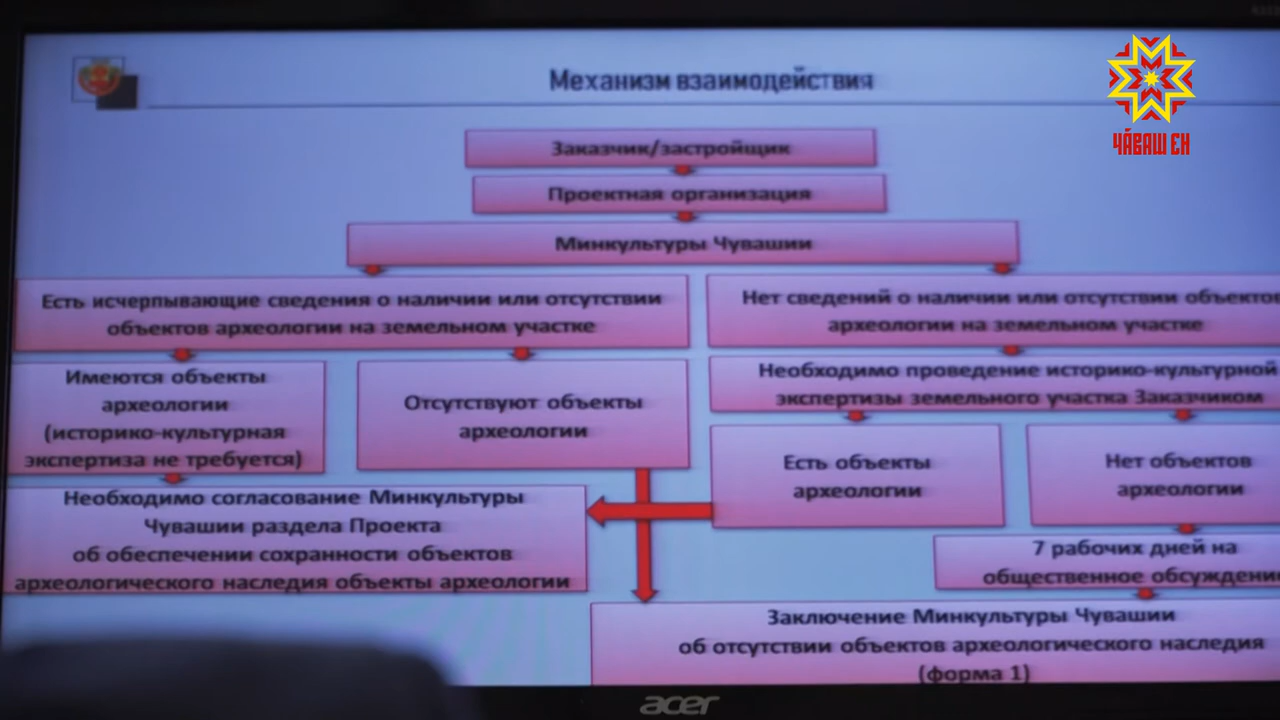 Механизм взаимодействия
ЧӐВАШ ЕН
Заказчик/застройщик
Проектная организация
Минкультуры Чувашии
Есть исчерпывающие сведения о наличии или отсутствии
объектов археологии на земельном участке
Нет сведений о наличии или отсутствии объектов
археологии на земельном участке
Имеются объекты
археологии
(историко-культурная
экспертиза не требуется)
Отсутствуют объекты
археологии
Необходимо проведение историко-культурной
экспертизы земельного участка Заказчиком
Есть объекты
археологии
Нет объектов
археологии
Необходимо согласование Минкультуры
Чувашии раздела Проекта
об обеспечении сохранности объектов
археологического наследия объекты археологии
7 рабочих дней на
общественное обсуждение
Заключение Минкультуры Чувашии
об отсутствии объектов археологического наследия
(форма 1)
acer